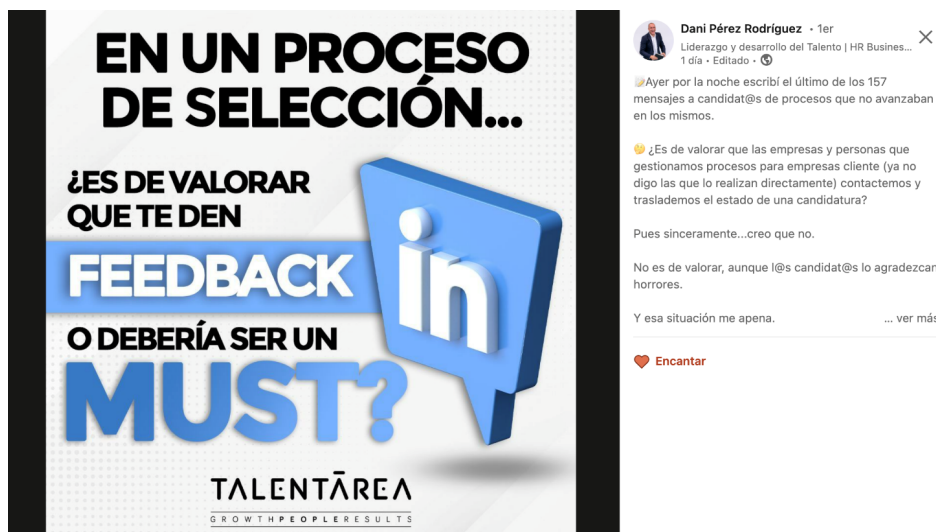 EN UN PROCESO
DE SELECCIÓN...
¿ES DE VALORAR
QUE TE DEN
FEEDBACK
O DEBERÍA SER UN
MUST?
in
TALENTĀREA
GROWTHPEOPLERESULTS
Dani Pérez Rodríguez · 1er
Liderazgo y desarrollo del Talento | HR Busines...
1 día · Editado ·
Ayer por la noche escribí el último de los 157
mensajes a candidat@s de procesos que no avanzaban
en los mismos.
¿Es de valorar que las empresas y personas que
gestionamos procesos para empresas cliente (ya no
digo las que lo realizan directamente) contactemos y
traslademos el estado de una candidatura?
Pues sinceramente...creo que no.
No es de valorar, aunque l@s candidat@s lo agradezcan
horrores.
Y esa situación me apena.
... ver más
Encantar